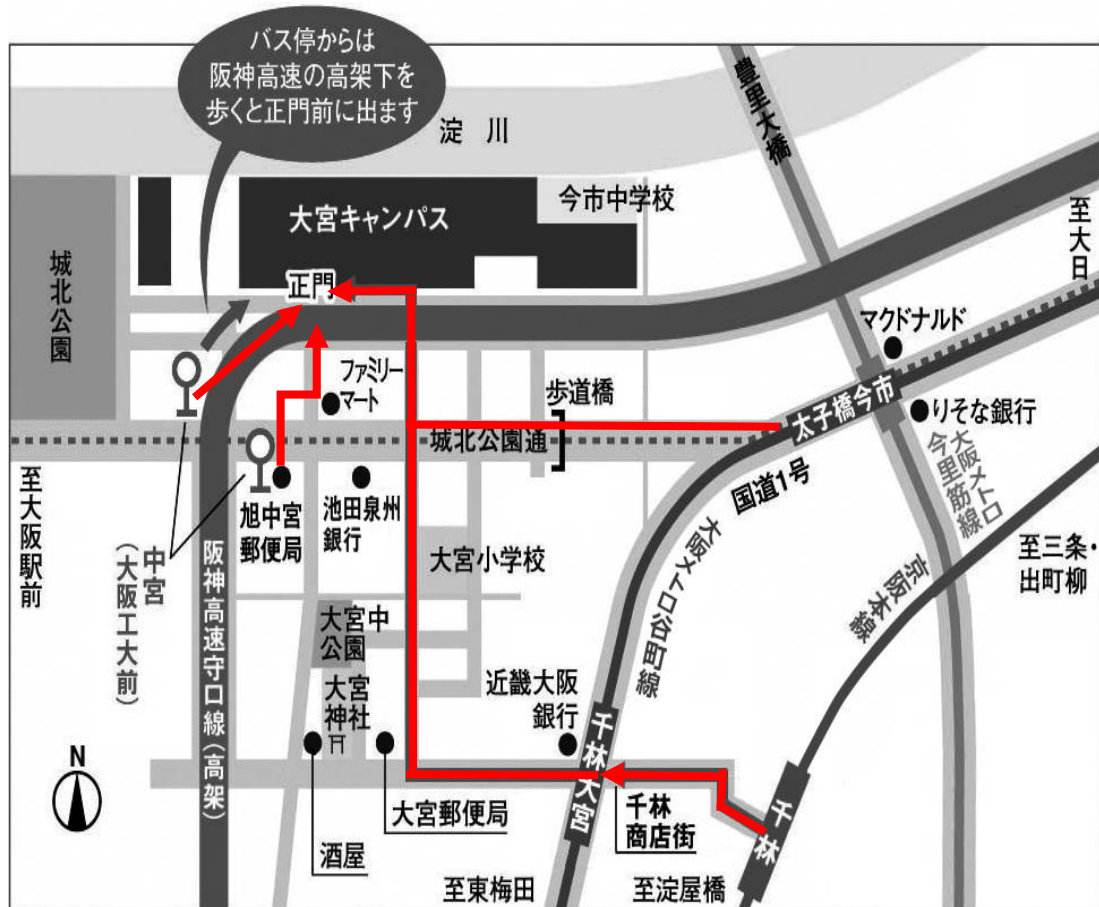 バス停からは
阪神高速の高架下を
歩くと正門前に出ます
淀 川
豊里大橋
今市中学校
大宮キャンパス
至大日
城北公園
正門
マクドナルド
ファミリー
マート
歩道橋
太子橋今市
りそな銀行
城北公園通
国道1号
大阪メトロ
今里筋線
至大阪駅前
旭中宮
郵便局
池田泉州
銀行
大宮小学校
大阪メトロ谷町線
至三条・
出町柳
京阪本線
中宮
(大阪工大前)
阪神高速守口線(高架)
大宮中
公園
大宮
神社
近畿大阪
銀行
千林大宮
N
大宮郵便局
千林
商店街
千林
酒屋
至東梅田
至淀屋橋